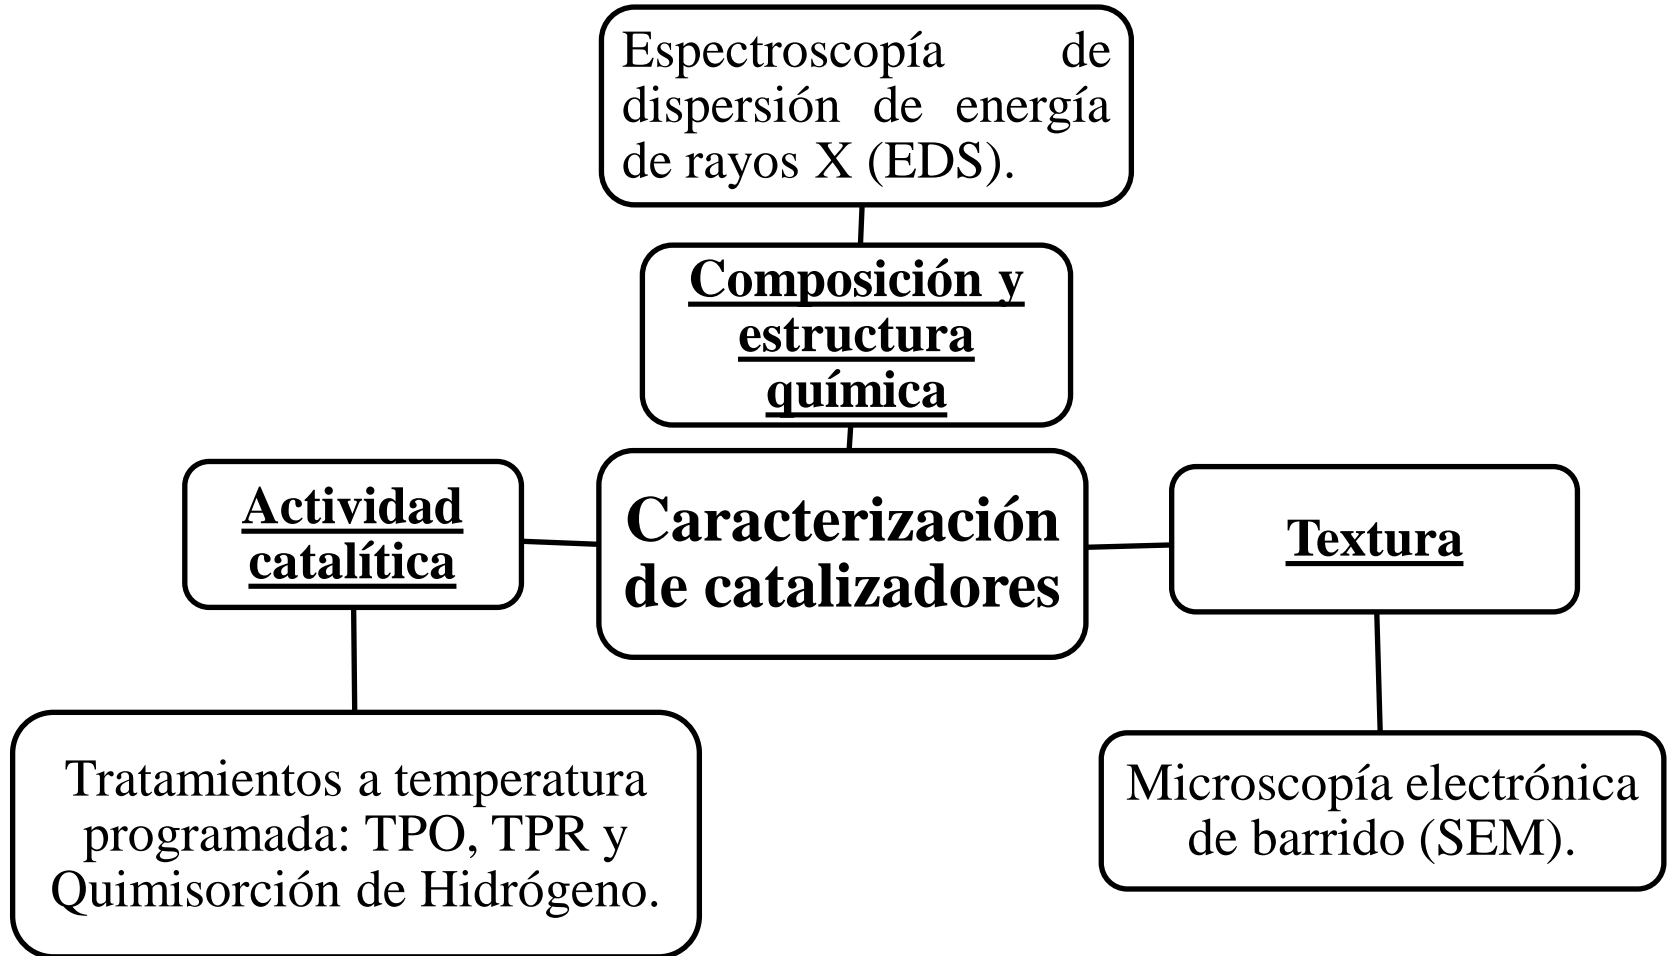 Espectroscopía de
dispersión de energía
de rayos X (EDS).
Composición y
estructura
química
Actividad
catalítica
Caracterización
de catalizadores
Textura
Tratamientos a temperatura
programada: TPO, TPR y
Quimisorción de Hidrógeno.
Microscopía electrónica
de barrido (SEM).